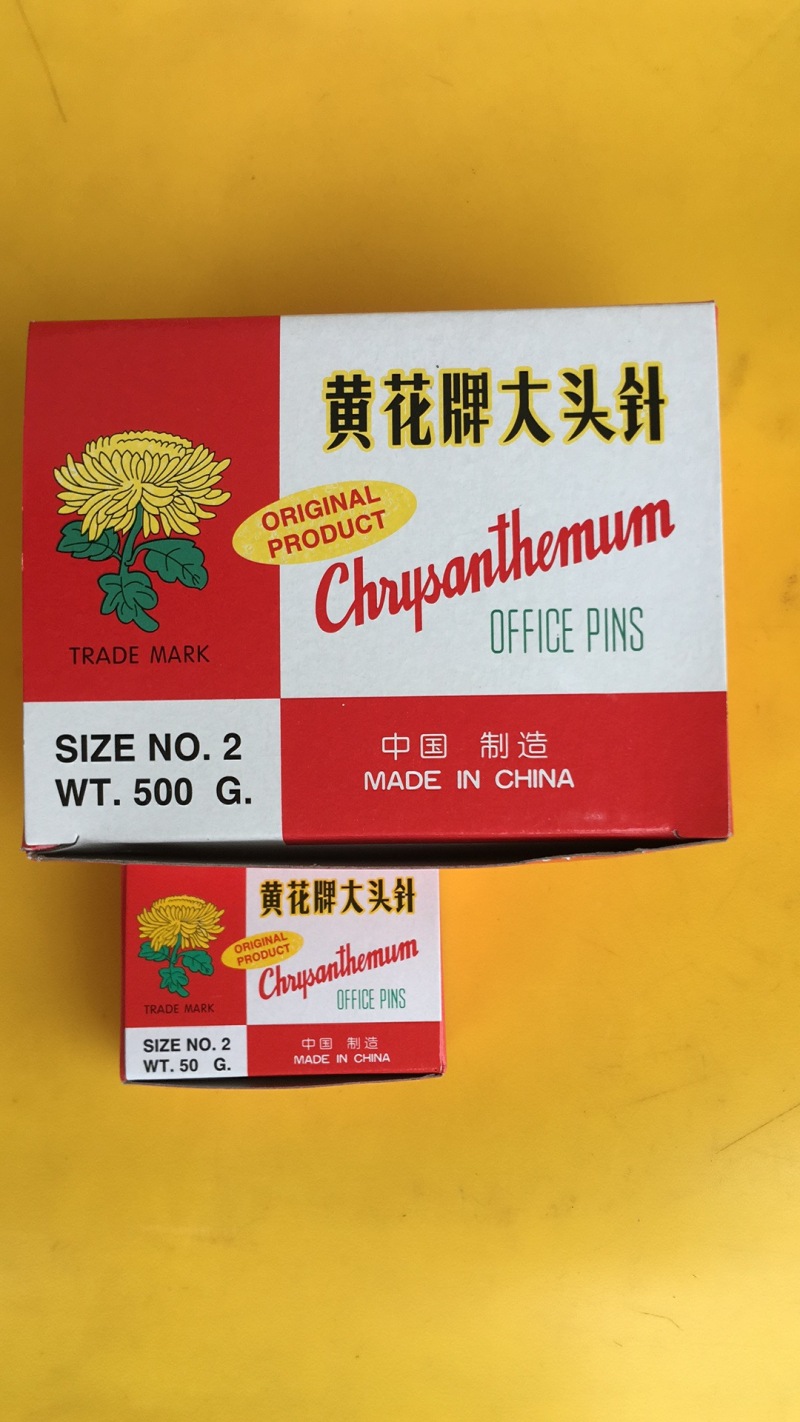 黄花牌大头针
ORIGINAL
PRODUCT
Chrysanthemum
OFFICE PINS
TRADE MARK
SIZE NO. 2
WT. 500 G.
中国 制造
MADE IN CHINA
黄花牌大头针
ORIGINAL
PRODUCT
Chrysanthemum
OFFICE PINS
TRADE MARK
SIZE NO. 2
WT. 50 G.
中国 制造
MADE IN CHINA